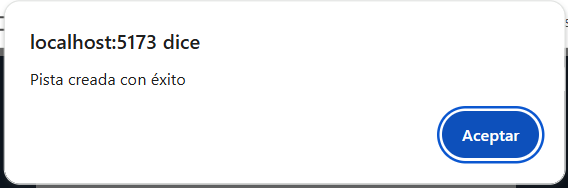 localhost:5173 dice
Pista creada con éxito
Aceptar